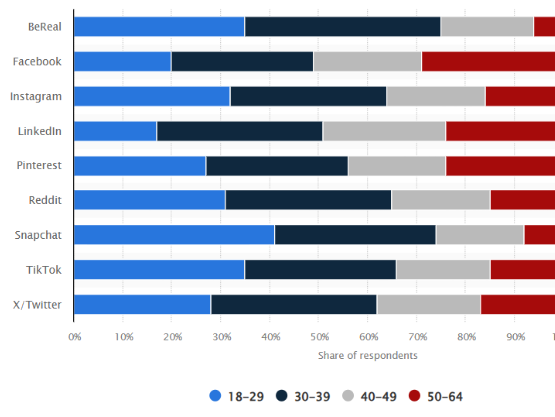 BeReal
Facebook
Instagram
LinkedIn
Pinterest
Reddit
Snapchat
TikTok
X/Twitter
0% 10% 20% 30% 40% 50% 60% 70% 80% 90%
Share of respondents
18–29 30–39 40–49 50–64